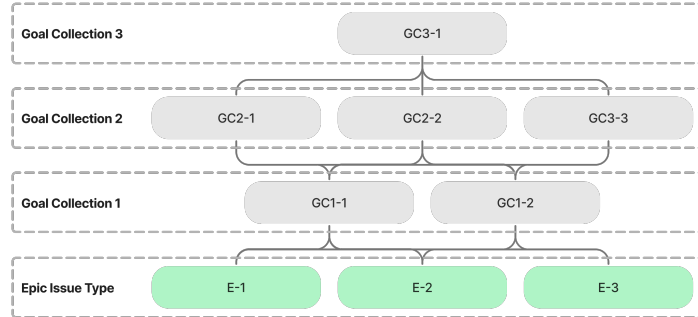 Goal Collection 3
GC3-1
Goal Collection 2
GC2-1
GC2-2
GC3-3
Goal Collection 1
GC1-1
GC1-2
Epic Issue Type
E-1
E-2
E-3